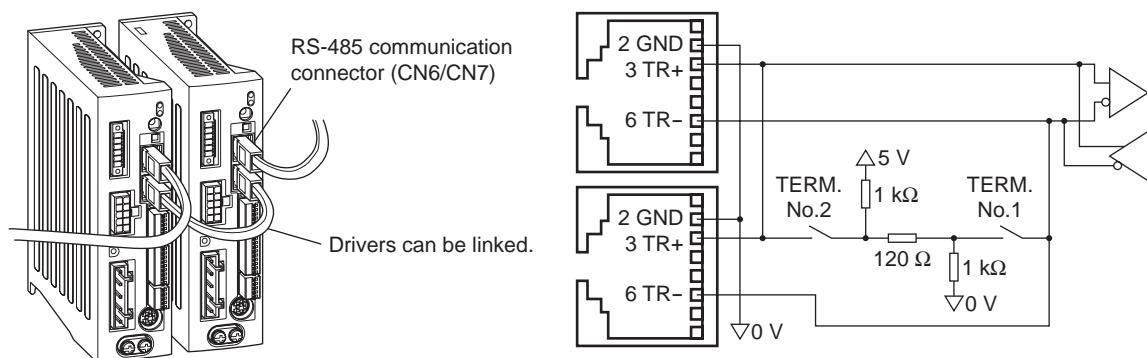 RS-485 communication
connector (CN6/CN7)
Drivers can be linked.
2 GND
3 TR+
6 TR−
5 V
TERM.
No.2
1 kΩ
TERM.
No.1
2 GND
3 TR+
120 Ω
1 kΩ
6 TR−
0 V
0 V